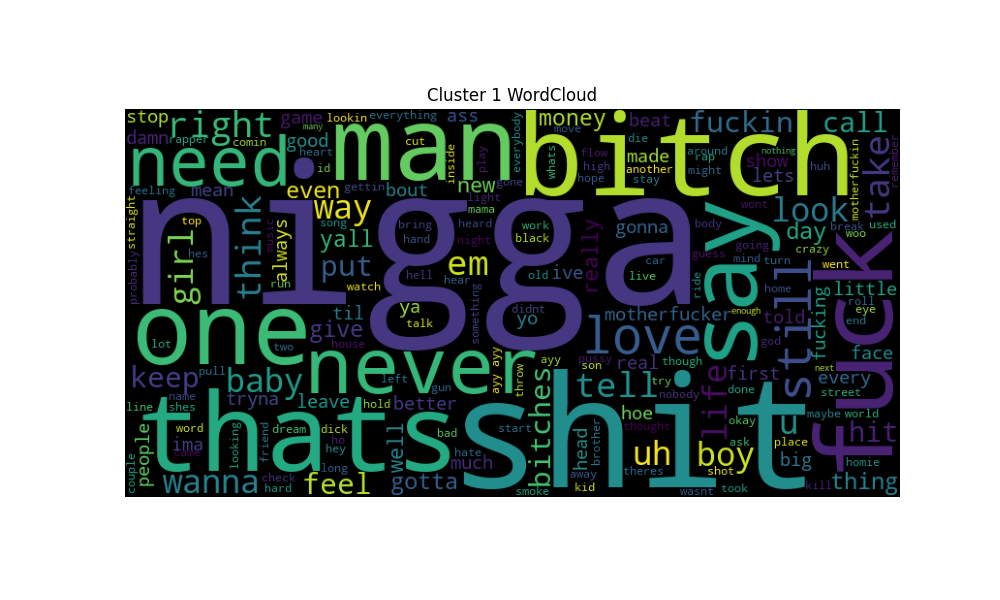 Cluster 1 WordCloud
stop
right
game
lookin
everything
ass
money
beat
fuckin
call
damn
rapper
comin
good
many
heart
cut
man
inside
play
everybody
bitch
move
whats
flow
high
hope
made
another
stay
die
rap
around
might
nothing
show
lets
huh
motherfuckin
take
remember
need
id
feeling
mean
even
gettin
bout
new
gone
light
mama
way
straight
top
girl
hes
probably
think
music
run
always
song
yall
put
watch
bring
hand
heard
night
hell
hear
em
work
black
old
ive
something
didnt
really
gonna
car
live
body
going
guess
mind
ride
wont
crazy
turn
home
god
enough
look
day
break
used
woo
went
little
roll
eye
end
nigga
say
still
fuck
one
lot
two
til
give
house
ya
talk
yo
motherfucker
told
fucking
face
love
never
ayy ayy
throw
ayy
son
pussy
real
though
try
nobody
life
first
done
next
every
street
keep
pull
baby
tryna
leave
left
hold
gun
better
bitches
tell
hoe
thought
okay
ask
maybe
world
u
hit
name
line
shes
thats
shit
word
ima
came
people
couple
looking
friend
dream
dick
ho
hey
well
bad
hate
much
start
head
brother
uh
theres
boy
shot
place
big
homie
wanna
check
hard
long
feel
gotta
smoke
away
kid
wasnt
took
kill
thing